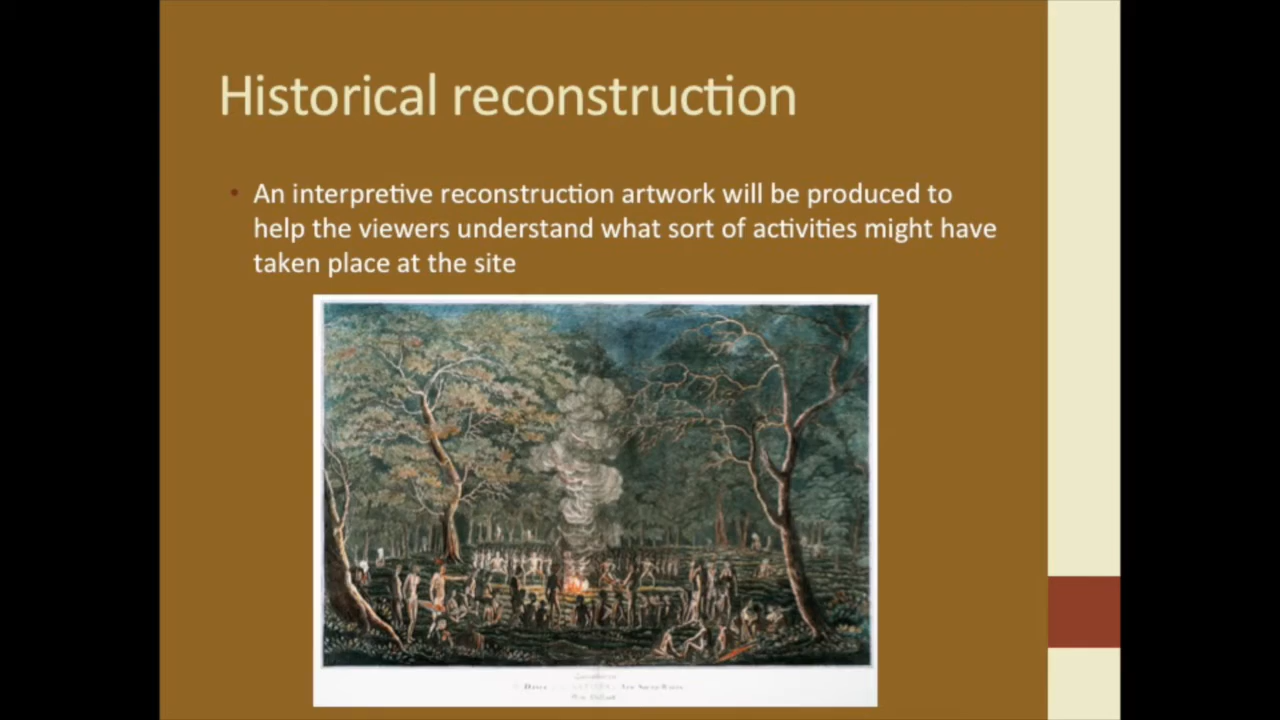 Historical reconstruction
• An interpretive reconstruction artwork will be produced to
help the viewers understand what sort of activities might have
taken place at the site